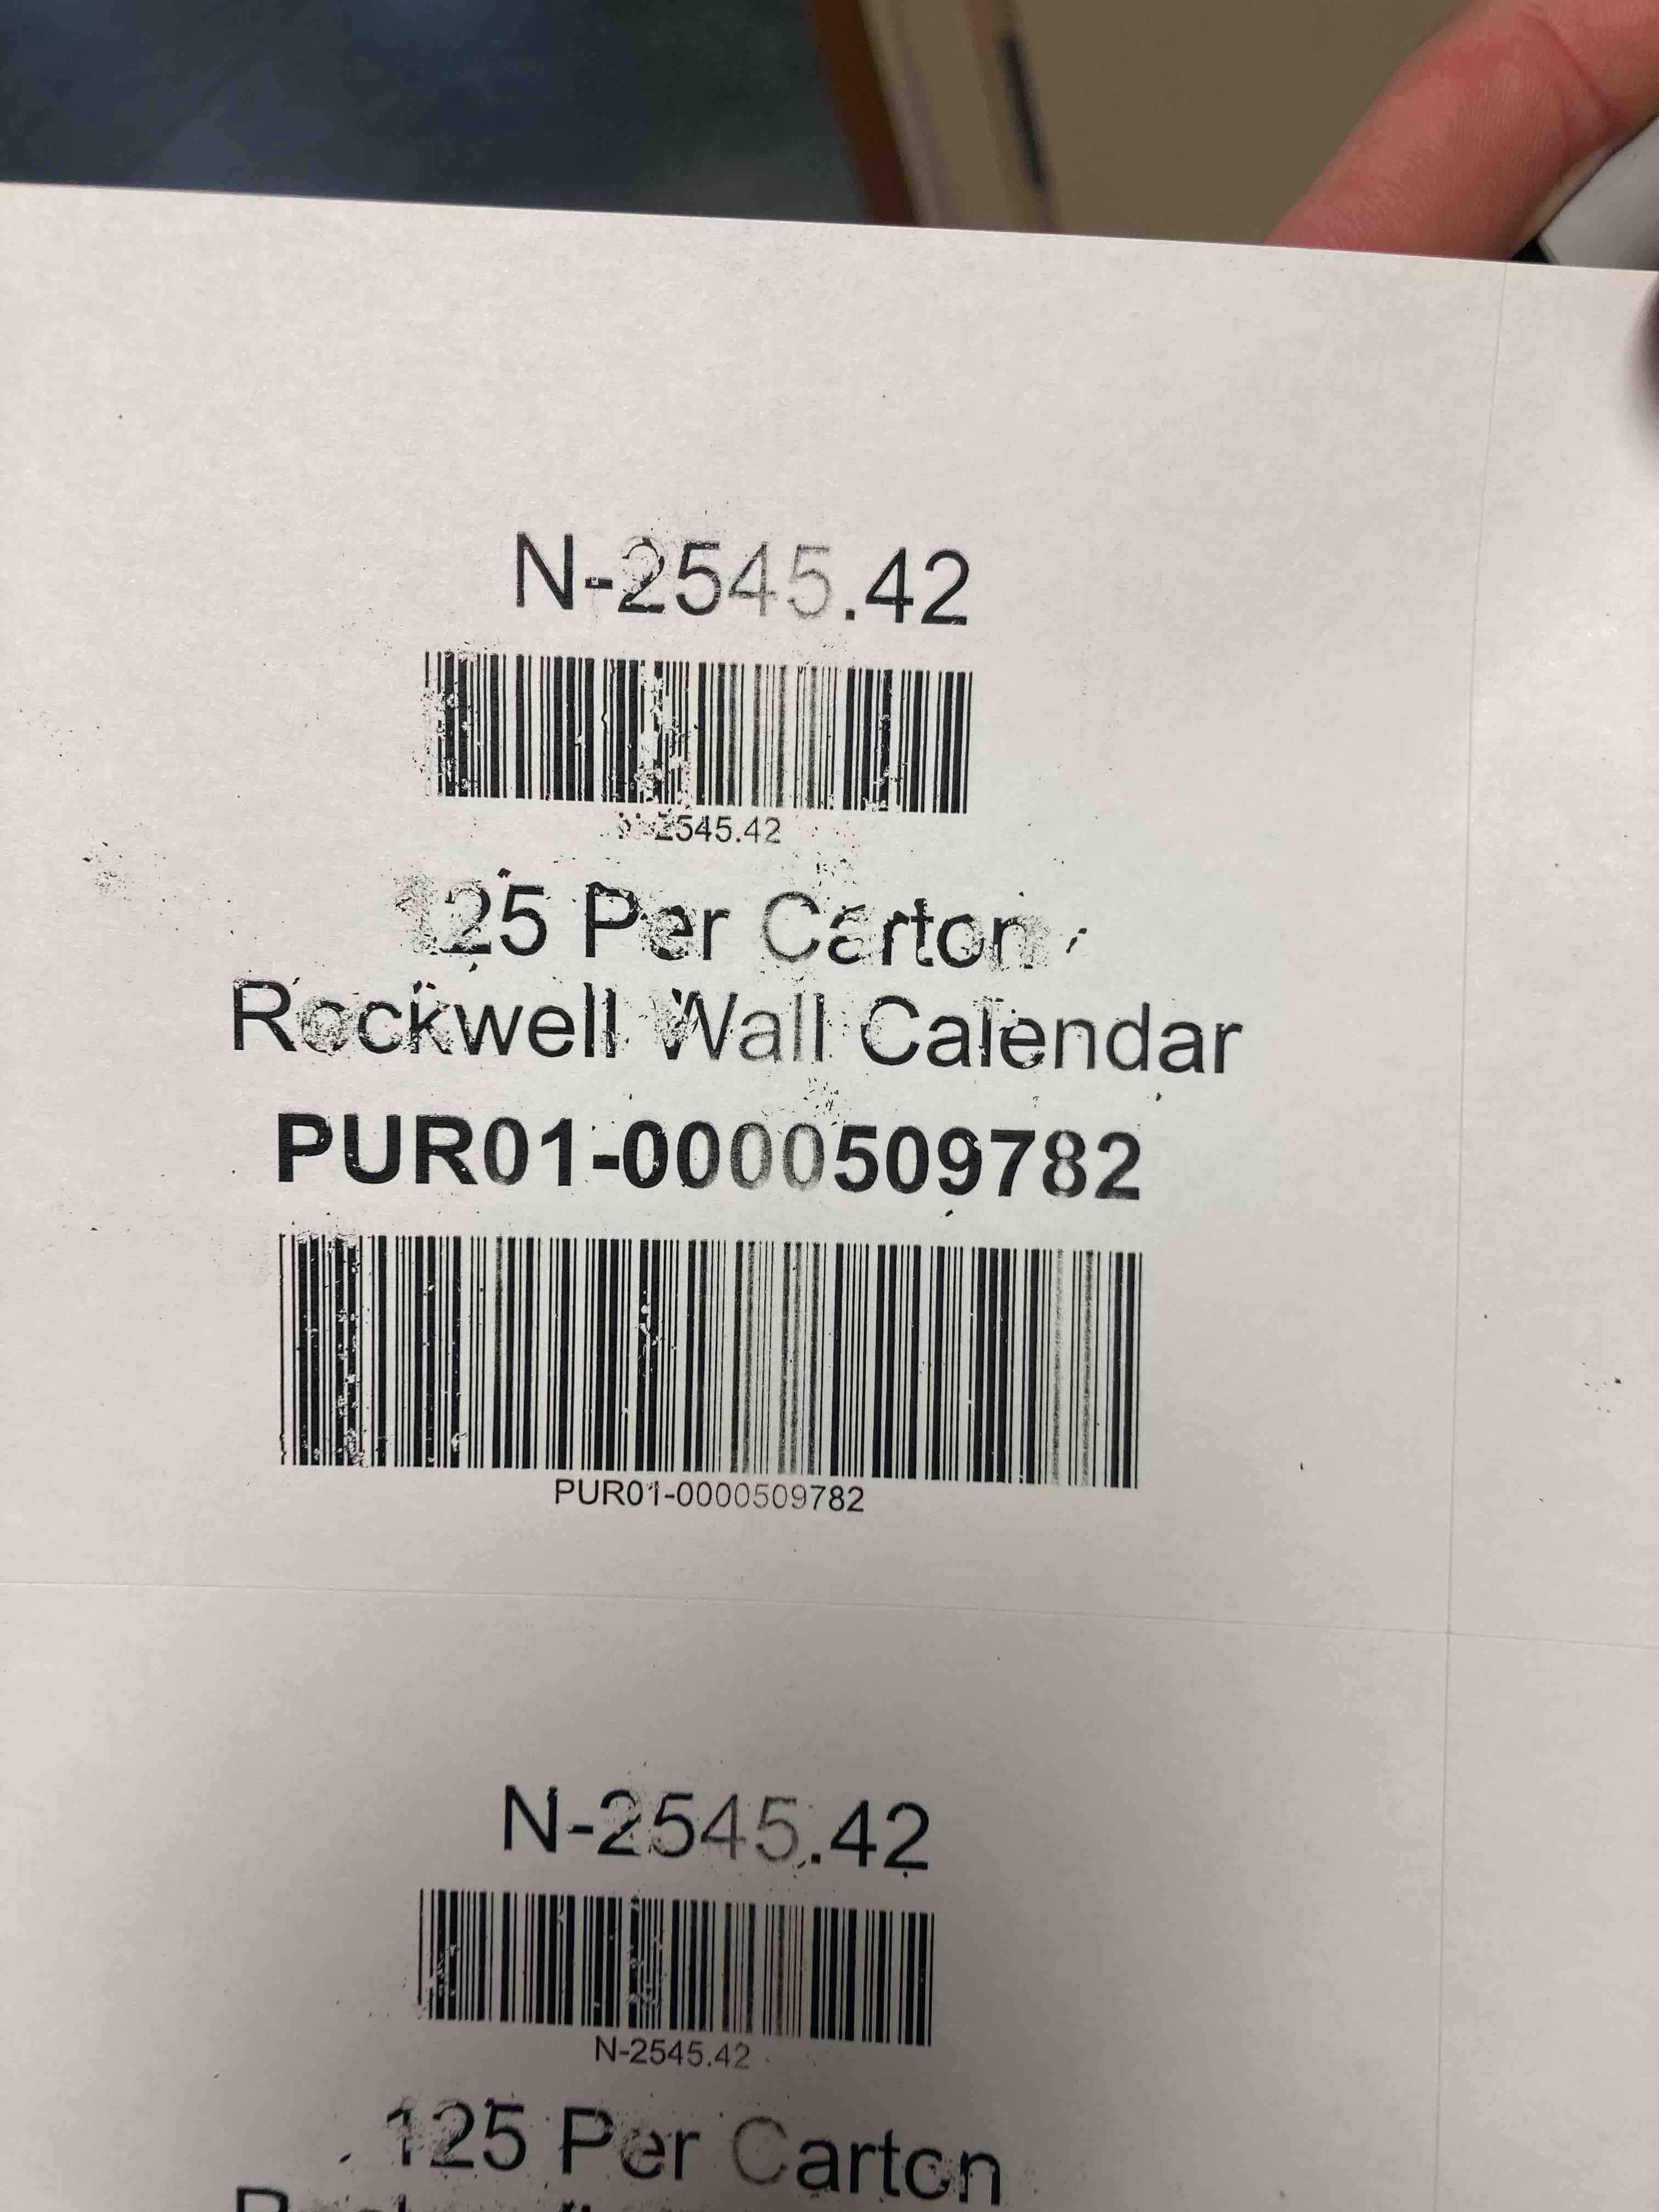 N-2545.42
N-2545.42
125 Per Carton
Rockwell Wall Calendar
PUR01-0000509782
PUR01-0000509782
N-2545.42
N-2545.42
125 Per Carton